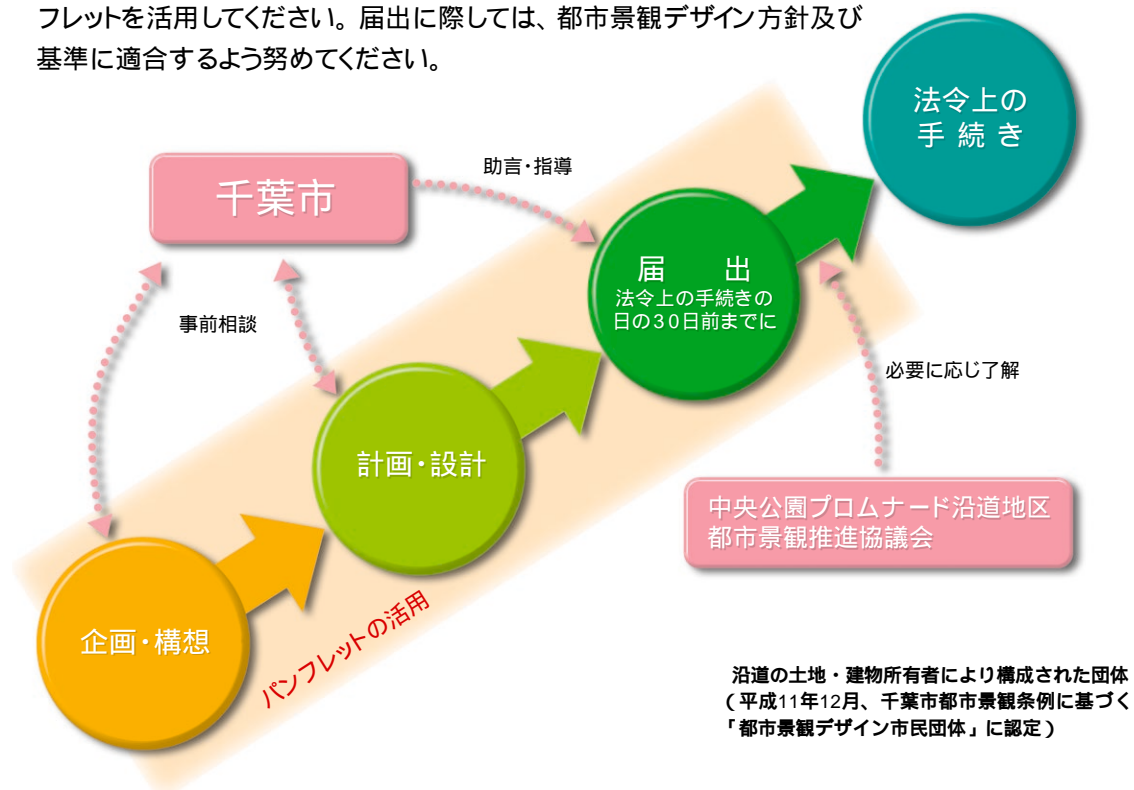 フレットを活用してください。届出に際しては、都市景観デザイン方針及び
基準に適合するよう努めてください。
法令上の
手続き
千葉市
助言・指導
届 出
法令上の手続きの
日の30日前までに
事前相談
必要に応じ了解
計画・設計
中央公園プロムナード沿道地区
都市景観推進協議会
企画・構想
パンフレットの活用
沿道の土地・建物所有者により構成された団体
(平成11年12月、千葉市都市景観条例に基づく
「都市景観デザイン市民団体」に認定)